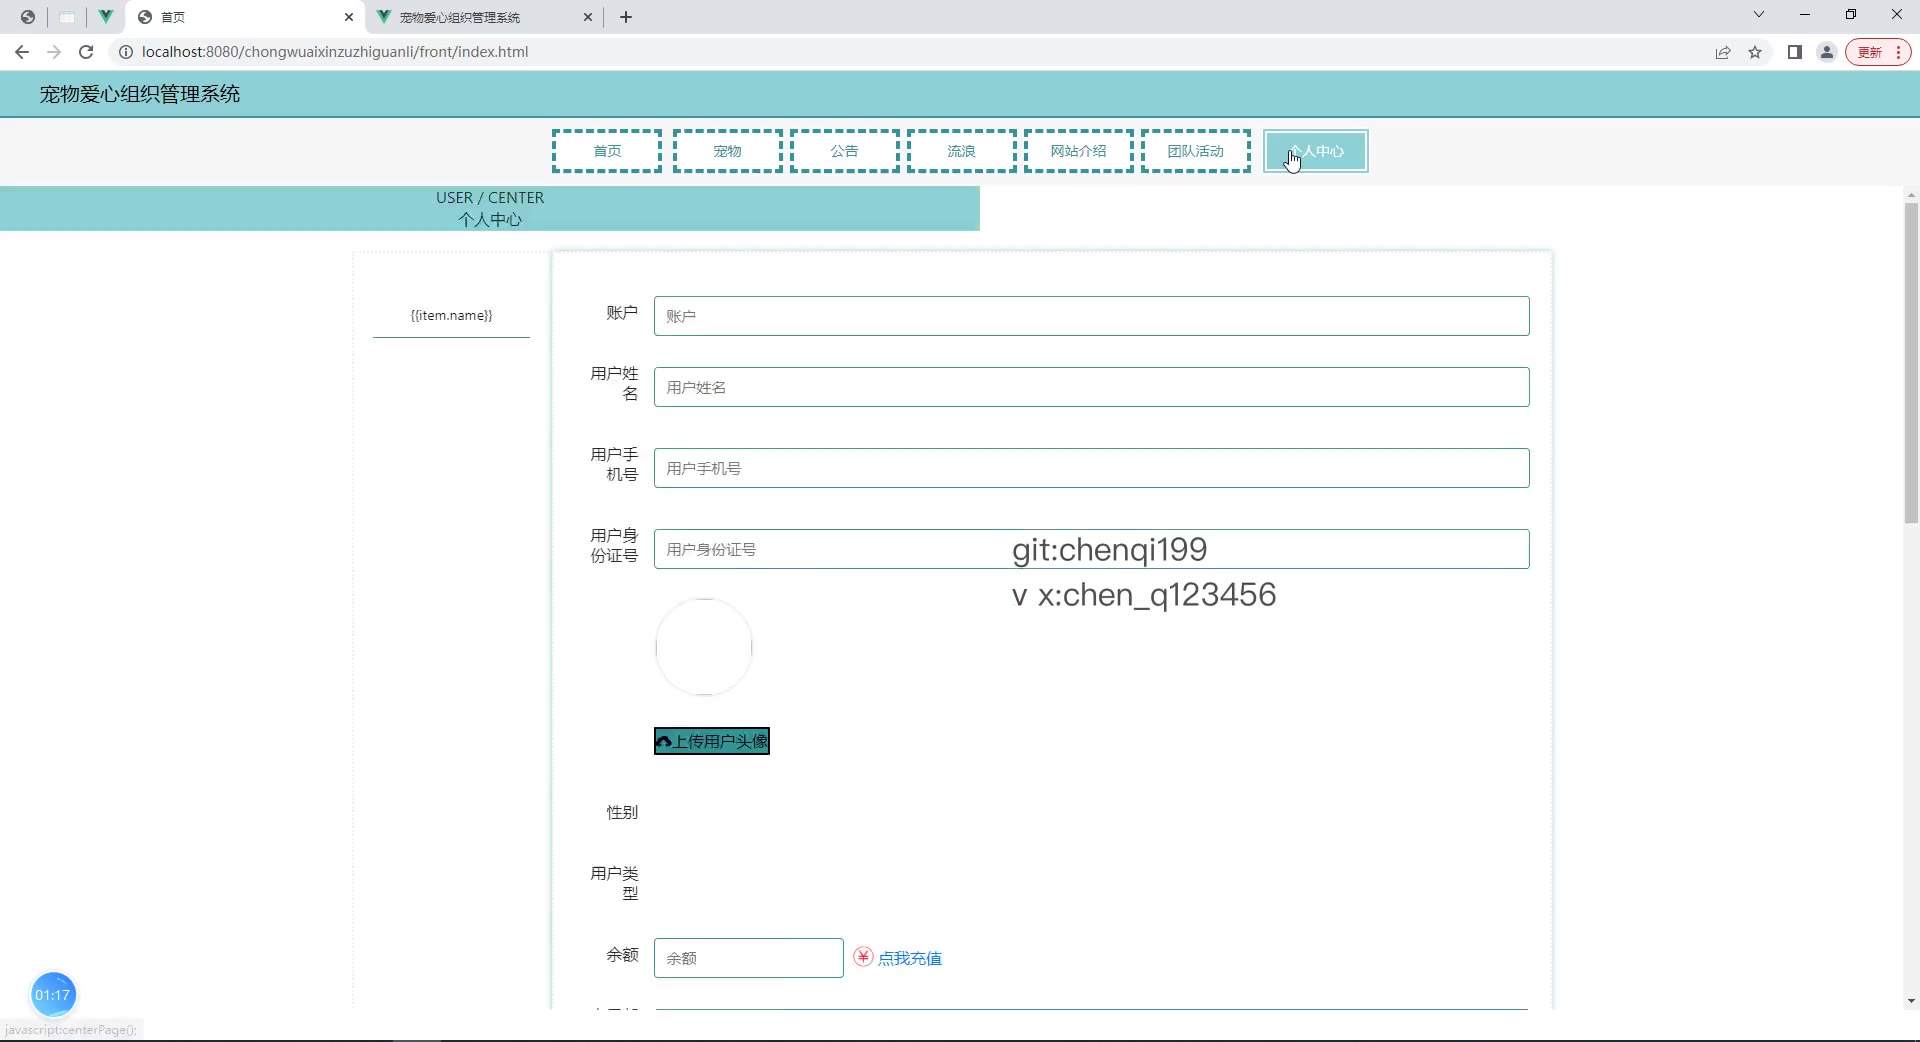 首页
宠物爱心组织管理系统
localhost:8080/chongwuaixinzuzhiguanli/front/index.html
更新
宠物爱心组织管理系统
首页
宠物
公告
流浪
网站介绍
团队活动
个人中心
USER / CENTER
个人中心
{{item.name}}
账户
账户
用户姓
名
用户姓名
用户手
机号
用户手机号
用户身
份证号
用户身份证号
git:chenqi199
v x:chen_q123456
上传用户头像
性别
用户类
型
余额
余额
¥ 点我充值
01:17
javascript:centerPage();